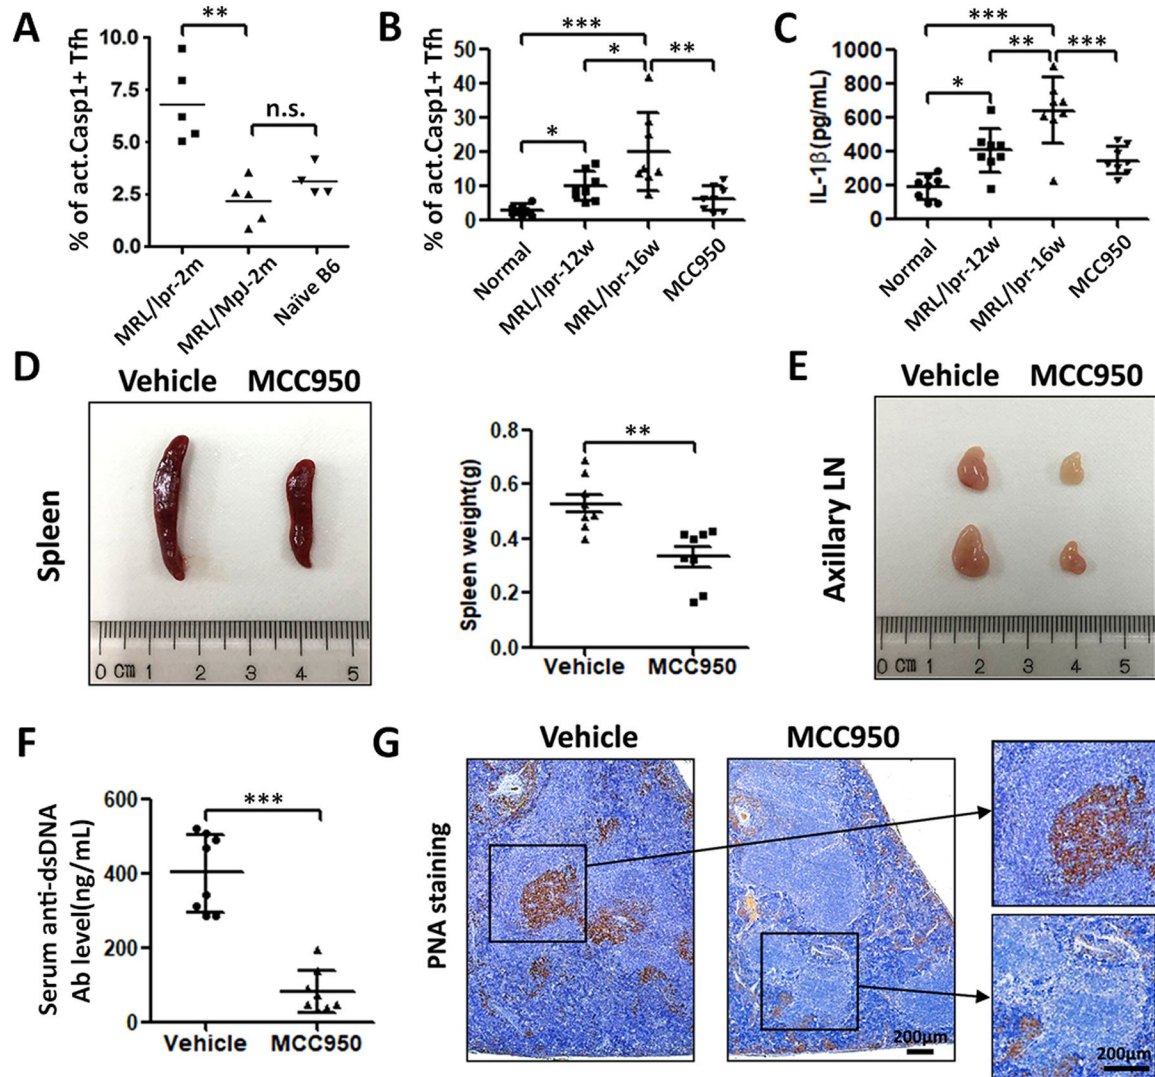 A
% of act.Casp1+ Tfh
10.0
7.5
5.0
2.5
0.0
**
n.s.
MRL/lpr-2m
MRL/MpJ-2m
Naïve B6
B
% of act.Casp1+ Tfh
50
40
30
20
10
0
***
*
**
*
Normal
MRL/lpr-12w
MRL/lpr-16w
MCC950
C
IL-1β(pg/mL)
1000
800
600
400
200
0
***
**
***
*
Normal
MRL/lpr-12w
MRL/lpr-16w
MCC950
D
Vehicle MCC950
Spleen
0 cm 1 2 3 4 5
Spleen weight(g)
0.8
0.6
0.4
0.2
0.0
**
Vehicle MCC950
E
Vehicle MCC950
Axillary LN
0 cm 1 2 3 4 5
F
Serum anti-dsDNA
Ab level(ng/mL)
600
400
200
0
***
Vehicle MCC950
G
Vehicle MCC950
PNA staining
200μm
200μm